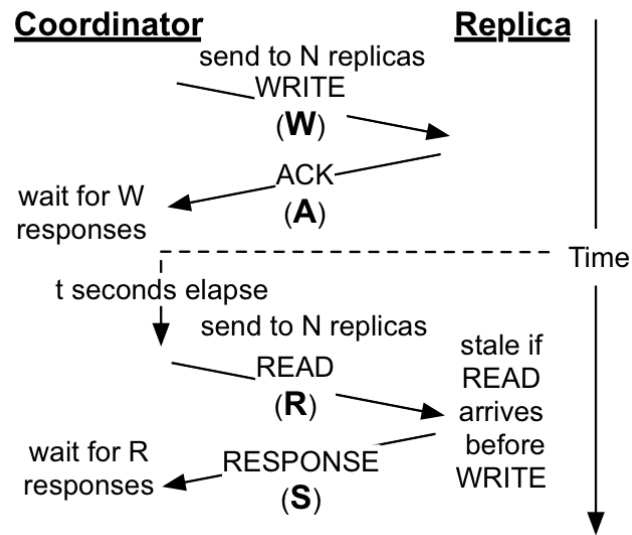 Coordinator
Replica
send to N replicas
WRITE
(W)
ACK
(A)
wait for W
responses
Time
t seconds elapse
send to N replicas
READ
(R)
stale if
READ
arrives
before
WRITE
wait for R
responses
RESPONSE
(S)